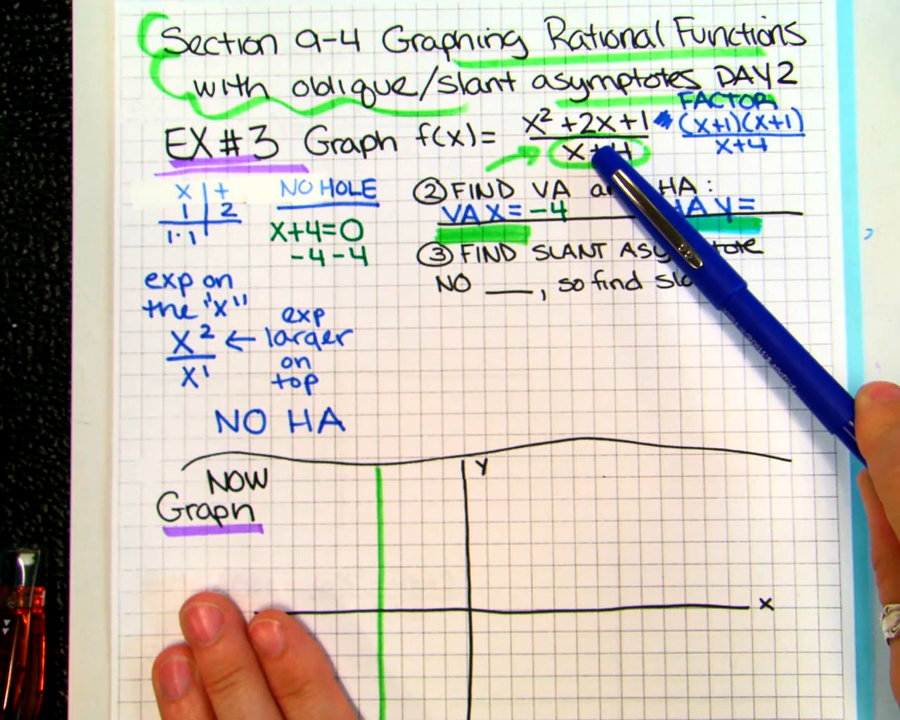 Section 9-4 Graphing Rational Functions
with oblique/slant asymptotes DAY 2
FACTOR
EX#3 Graph f(x)= x² + 2x + 1 (x+1)(x+1)
x+4 x+4
x +
1 2
1·1
NO HOLE
x+4=0
-4 -4
② FIND VA HA:
VA X= -4 HA Y=
③ FIND SLANT
NO ___, so find
exp on
the "x"
x² ← exp larger on top
x¹
NO HA
NOW
Graph
Y
X